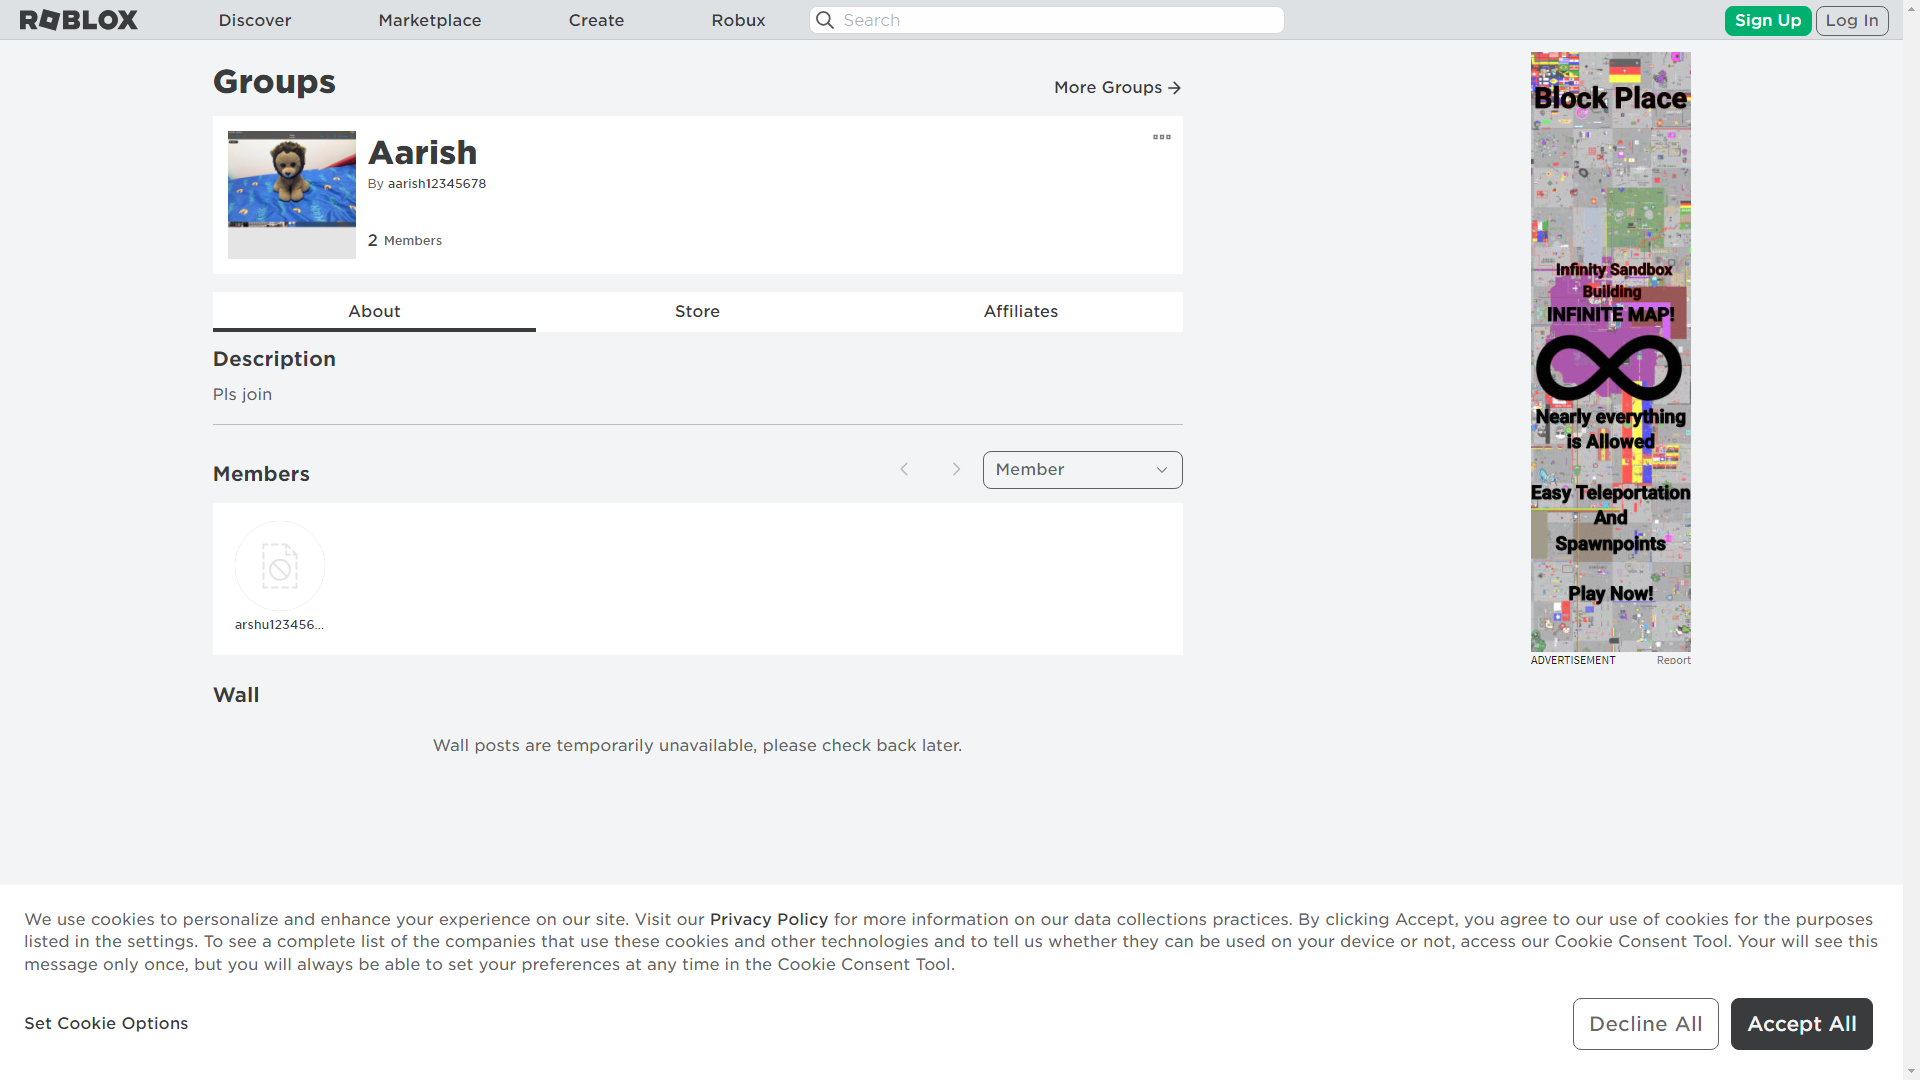 ROBLOX
Discover
Marketplace
Create
Robux
Search
Sign Up
Log In
Groups
More Groups
Aarish
By aarish12345678
2 Members
About
Store
Affiliates
Description
Pls join
Members
Member
arshu123456...
Wall
Wall posts are temporarily unavailable, please check back later.
Block Place
Infinity Sandbox
Building
INFINITE MAP!
Nearly everything
is Allowed
Easy Teleportation
And
Spawnpoints
Play Now!
ADVERTISEMENT
Report
We use cookies to personalize and enhance your experience on our site. Visit our Privacy Policy for more information on our data collections practices. By clicking Accept, you agree to our use of cookies for the purposes
listed in the settings. To see a complete list of the companies that use these cookies and other technologies and to tell us whether they can be used on your device or not, access our Cookie Consent Tool. Your will see this
message only once, but you will always be able to set your preferences at any time in the Cookie Consent Tool.
Set Cookie Options
Decline All
Accept All